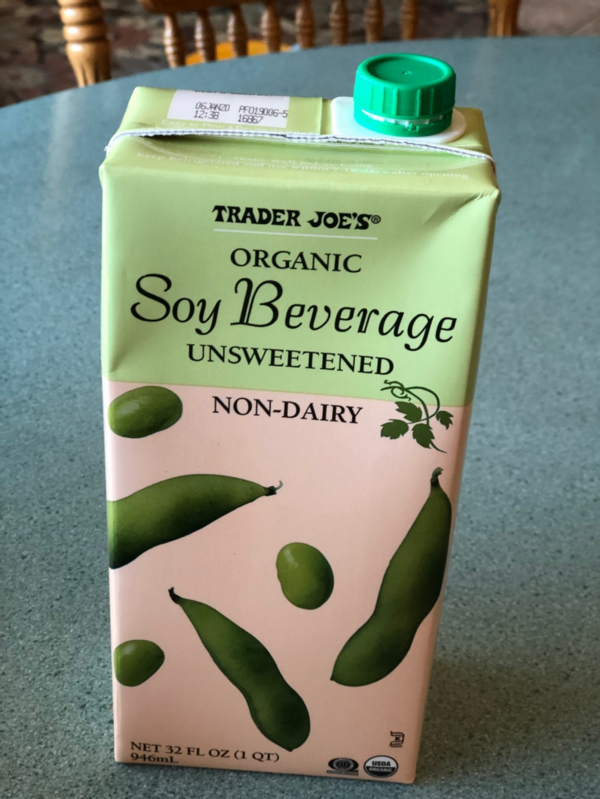 06JAN20 PF019006-5
12:38 16867
TRADER JOE'S®
ORGANIC
Soy Beverage
UNSWEETENED
NON-DAIRY
NET 32 FL OZ (1 QT)
946mL
USDA
ORGANIC